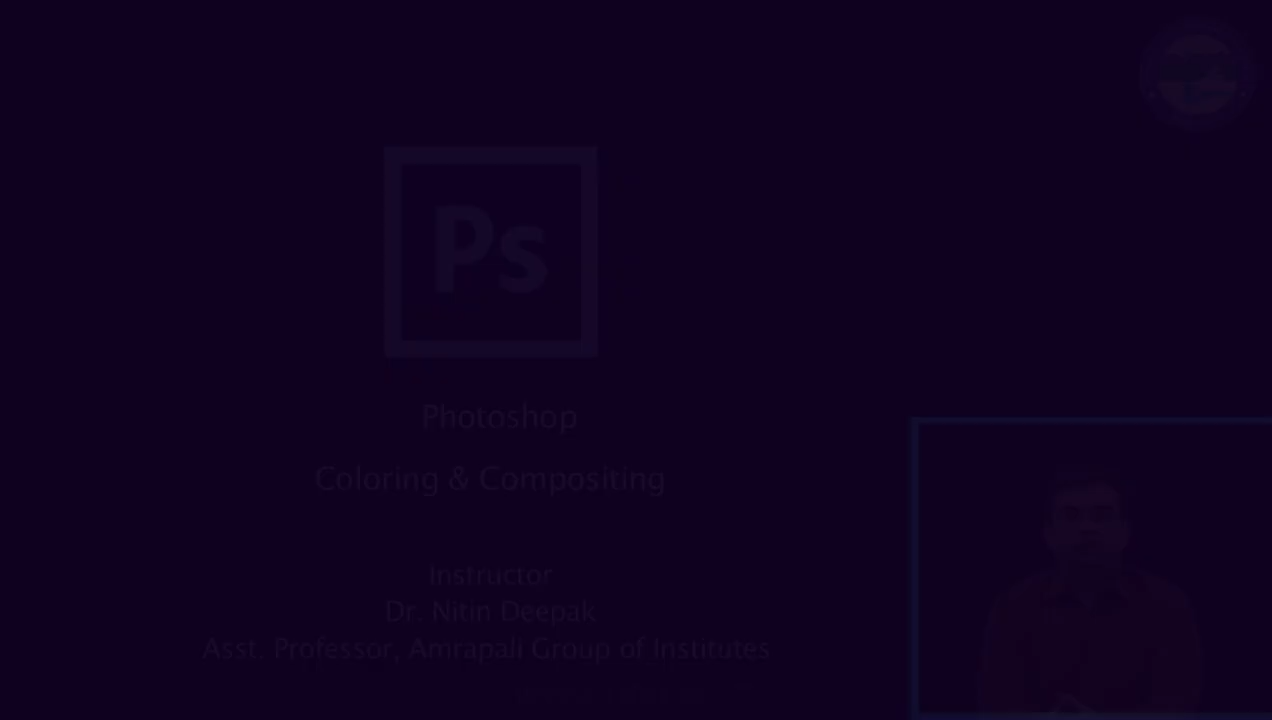 Ps
Photoshop
Coloring & Compositing
Instructor
Dr. Nitin Deepak
Asst. Professor, Amrapali Group of Institutes